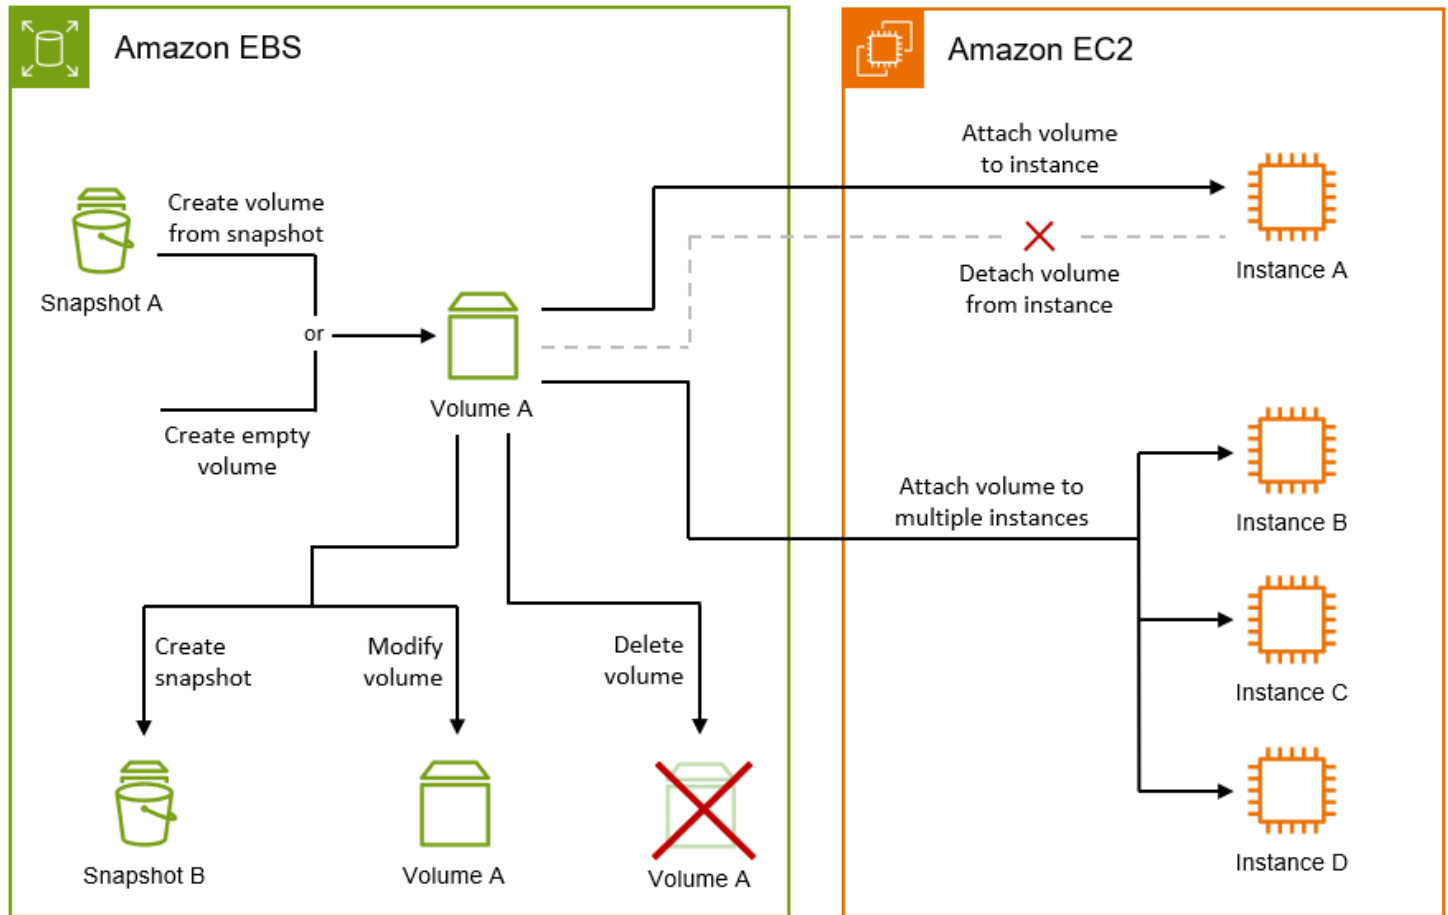 Amazon EBS
Amazon EC2
Attach volume
to instance
Create volume
from snapshot
Snapshot A
Detach volume
from instance
Instance A
or
Volume A
Create empty
volume
Attach volume to
multiple instances
Instance B
Create
snapshot
Modify
volume
Delete
volume
Instance C
Snapshot B
Volume A
Volume A
Instance D